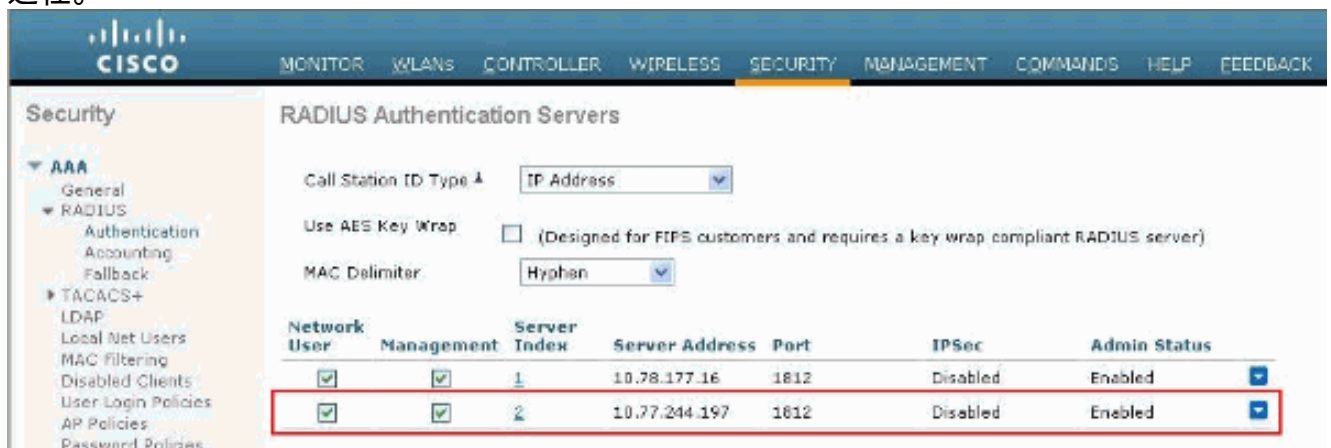 CISCO
MONITOR WLANs CONTROLLER WIRELESS SECURITY MANAGEMENT COMMANDS HELP FEEDBACK
Security
AAA
General
RADIUS
Authentication
Accounting
Fallback
TACACS+
LDAP
Local Net Users
MAC Filtering
Disabled Clients
User Login Policies
AP Policies
Password Policies
RADIUS Authentication Servers
Call Station ID Type IP Address
Use AES Key Wrap (Designed for FIPS customers and requires a key wrap compliant RADIUS server)
MAC Delimiter Hyphen
Network User Management Server Index Server Address Port IPSec Admin Status
1 10.78.177.16 1812 Disabled Enabled
2 10.77.244.197 1812 Disabled Enabled